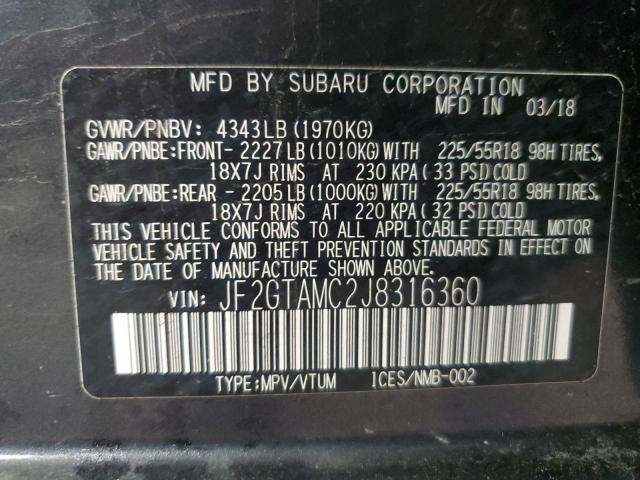 MFD BY SUBARU CORPORATION
MFD IN 03/18
GVWR/PNBV: 4343LB (1970KG)
GAWR/PNBE:FRONT- 2227 LB (1010KG) WITH 225/55R18 98H TIRES,
18X7J RIMS AT 230 KPA ( 33 PSI) COLD
GAWR/PNBE:REAR - 2205 LB (1000KG) WITH 225/55R18 98H TIRES,
18X7J RIMS AT 220 KPA ( 32 PSI) COLD
THIS VEHICLE CONFORMS TO ALL APPLICABLE FEDERAL MOTOR
VEHICLE SAFETY AND THEFT PREVENTION STANDARDS IN EFFECT ON
THE DATE OF MANUFACTURE SHOWN ABOVE.
VIN: JF2GTAMC2J8316360
TYPE:MPV/VTUM ICES/NMB-002